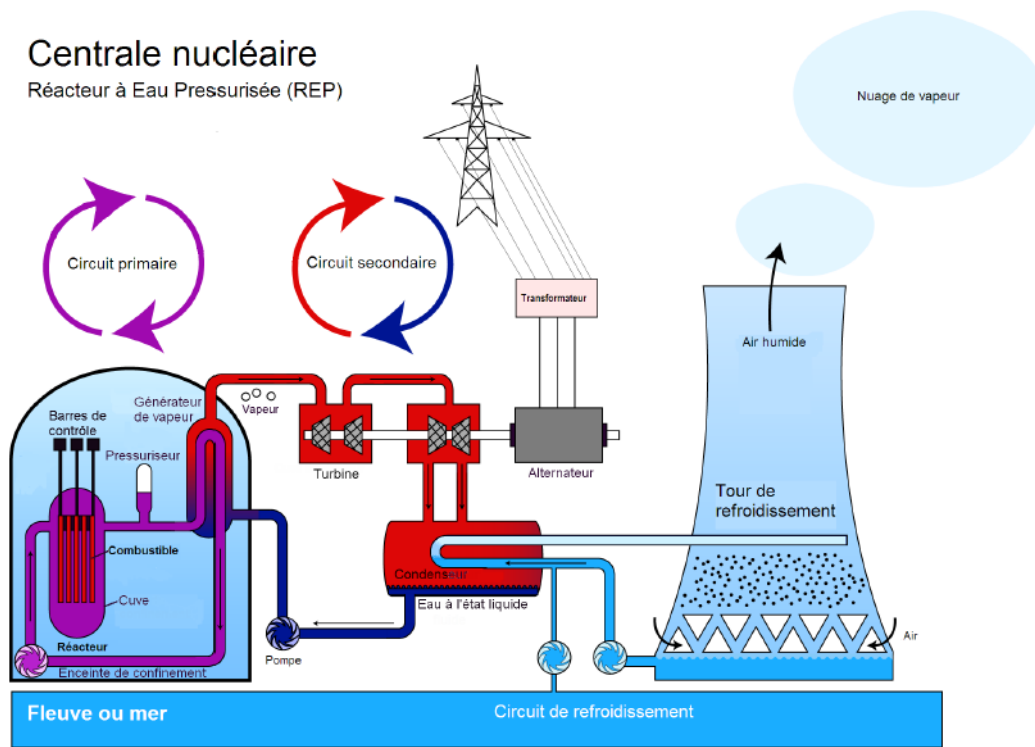 Centrale nucléaire
Réacteur à Eau Pressurisée (REP)
Nuage de vapeur
Circuit primaire
Circuit secondaire
Transformateur
Air humide
Générateur
de vapeur
Vapeur
Barres de
contrôle
Pressuriseur
Turbine
Alternateur
Tour de
refroidissement
Combustible
Condenseur
Cuve
Eau à l'état liquide
Réacteur
Pompe
Air
Enceinte de confinement
Fleuve ou mer
Circuit de refroidissement